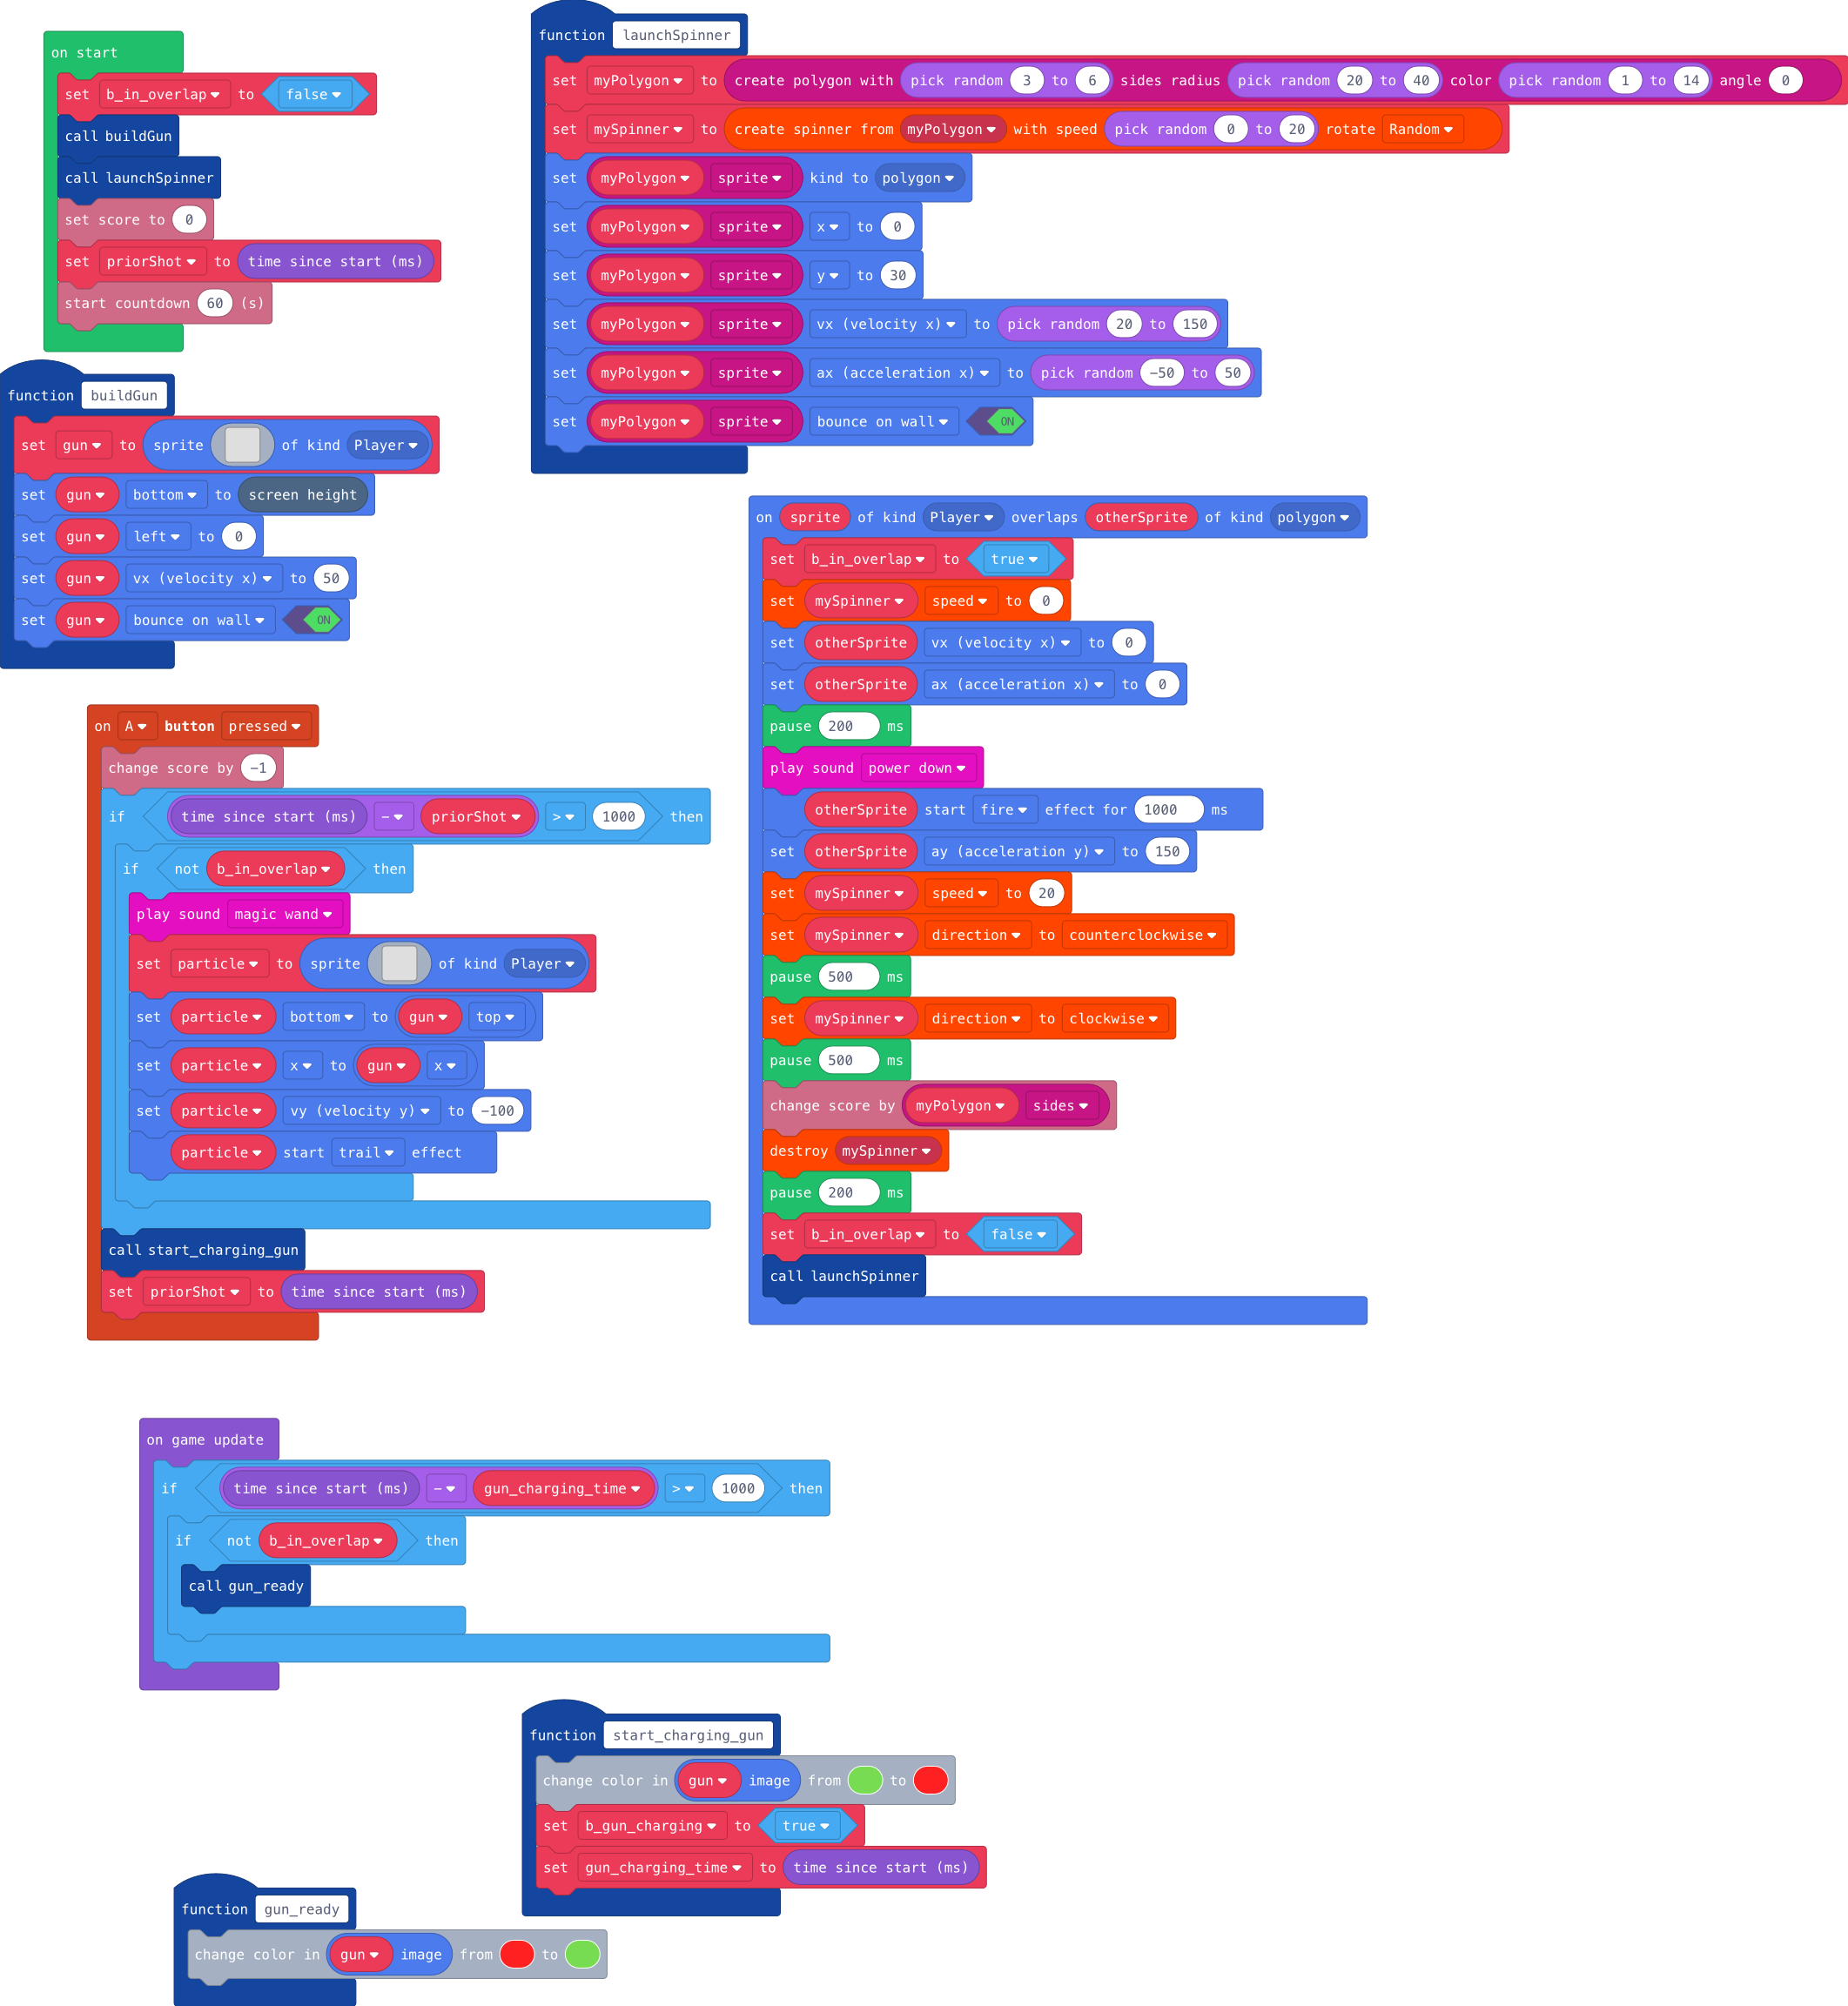 on start
set b_in_overlap to false
call buildGun
call launchSpinner
set score to 0
set priorShot to time since start (ms)
start countdown 60 (s)
function buildGun
set gun to sprite of kind Player
set gun bottom to screen height
set gun left to 0
set gun vx (velocity x) to 50
set gun bounce on wall ON
function launchSpinner
set myPolygon to create polygon with pick random 3 to 6 sides radius pick random 20 to 40 color pick random 1 to 14 angle 0
set mySpinner to create spinner from myPolygon with speed pick random 0 to 20 rotate Random
set myPolygon sprite kind to polygon
set myPolygon sprite x to 0
set myPolygon sprite y to 30
set myPolygon sprite vx (velocity x) to pick random 20 to 150
set myPolygon sprite ax (acceleration x) to pick random -50 to 50
set myPolygon sprite bounce on wall ON
on sprite of kind Player overlaps otherSprite of kind polygon
set b_in_overlap to true
set mySpinner speed to 0
set otherSprite vx (velocity x) to 0
set otherSprite ax (acceleration x) to 0
pause 200 ms
play sound power down
otherSprite start fire effect for 1000 ms
set otherSprite ay (acceleration y) to 150
set mySpinner speed to 20
set mySpinner direction to counterclockwise
pause 500 ms
set mySpinner direction to clockwise
pause 500 ms
change score by myPolygon sides
destroy mySpinner
pause 200 ms
set b_in_overlap to false
call launchSpinner
on A button pressed
change score by -1
if time since start (ms) - priorShot > 1000 then
if not b_in_overlap then
play sound magic wand
set particle to sprite of kind Player
set particle bottom to gun top
set particle x to gun x
set particle vy (velocity y) to -100
particle start trail effect
call start_charging_gun
set priorShot to time since start (ms)
on game update
if time since start (ms) - gun_charging_time > 1000 then
if not b_in_overlap then
call gun_ready
function start_charging_gun
change color in gun image from to
set b_gun_charging to true
set gun_charging_time to time since start (ms)
function gun_ready
change color in gun image from to